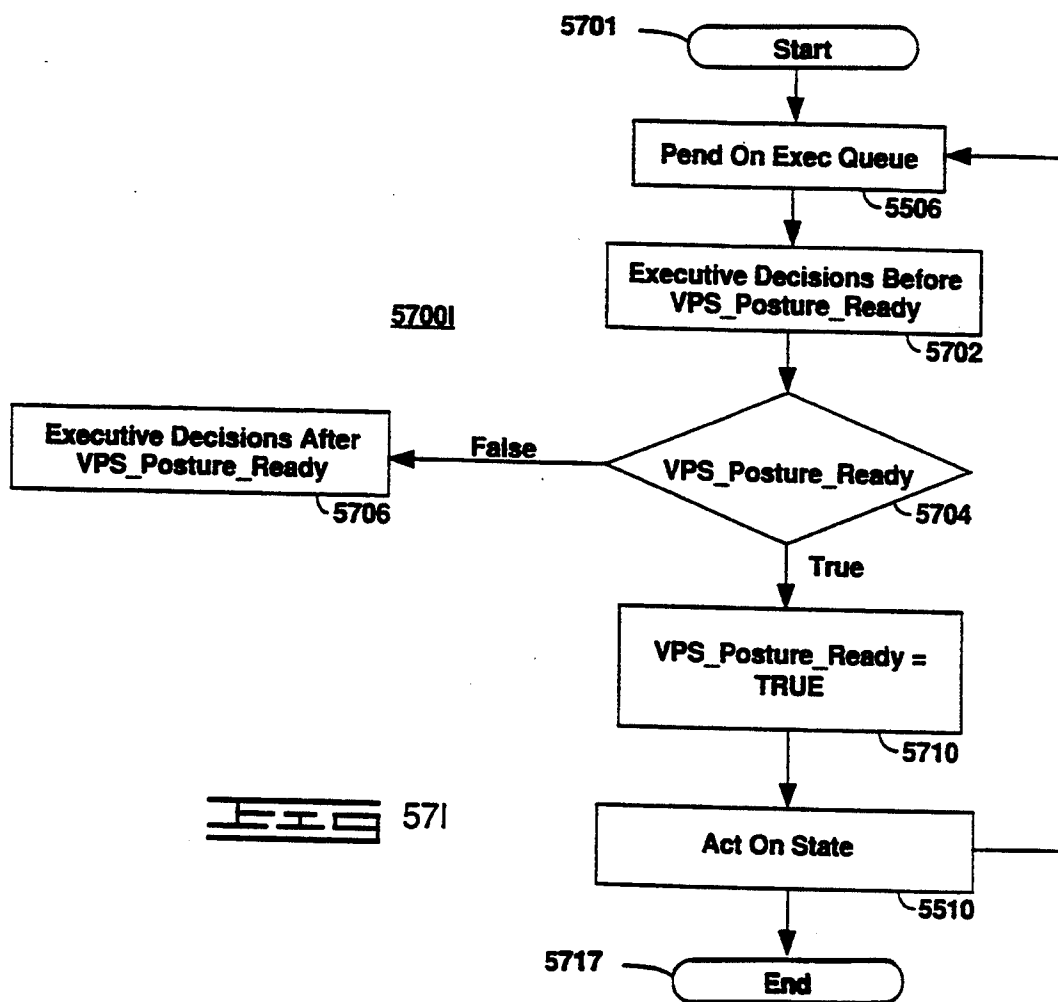 5701
Start
Pend On Exec Queue
5506
Executive Decisions Before
VPS_Posture_Ready
5702
5700I
Executive Decisions After
VPS_Posture_Ready
5706
False
VPS_Posture_Ready
5704
True
VPS_Posture_Ready =
TRUE
5710
57I
Act On State
5510
5717
End